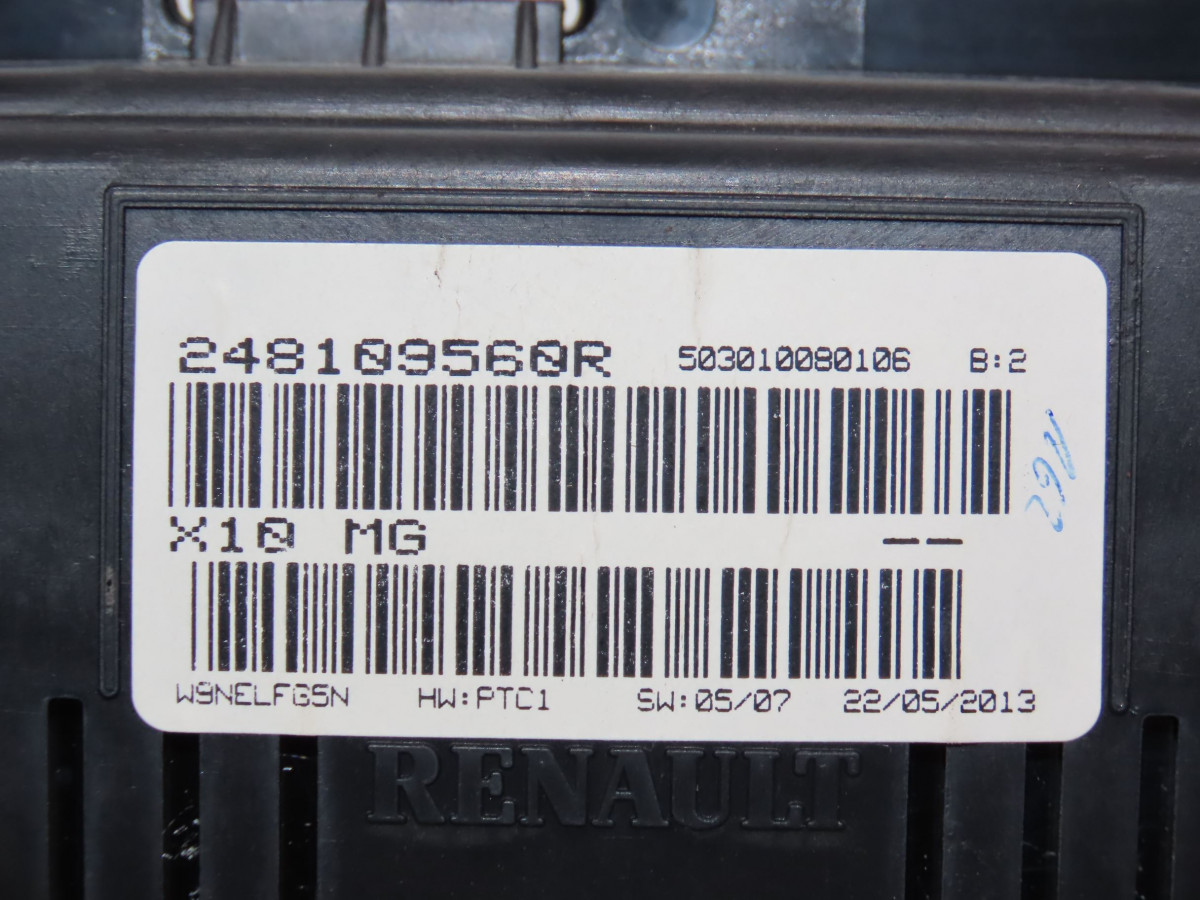 248109560R 503010080106 B:2
X10 MG --
W9NELFG5N HW:PTC1 SW:05/07 22/05/2013
RENAULT